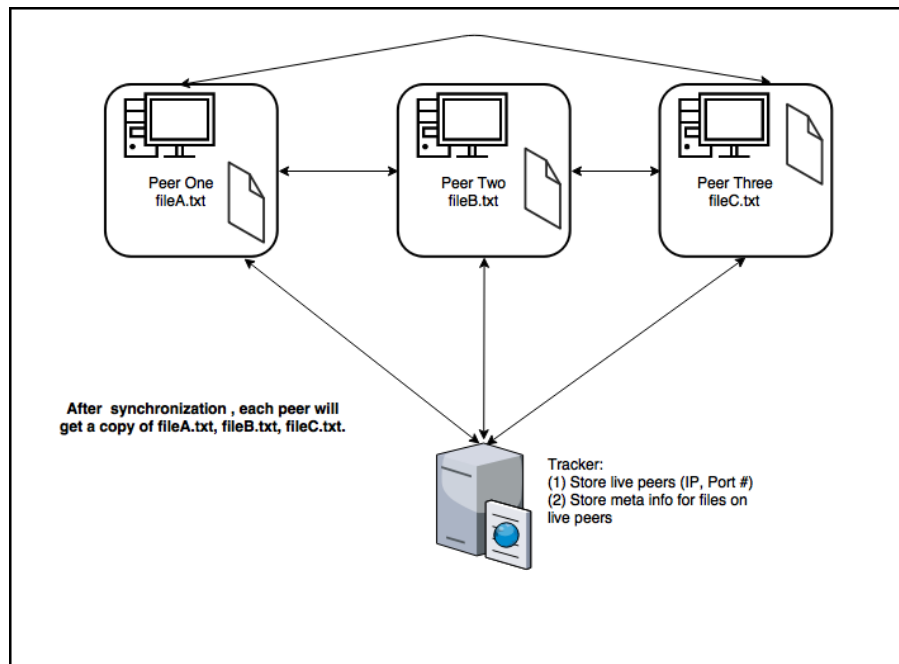 Peer One
fileA.txt
Peer Two
fileB.txt
Peer Three
fileC.txt
After synchronization , each peer will
get a copy of fileA.txt, fileB.txt, fileC.txt.
Tracker:
(1) Store live peers (IP, Port #)
(2) Store meta info for files on
live peers